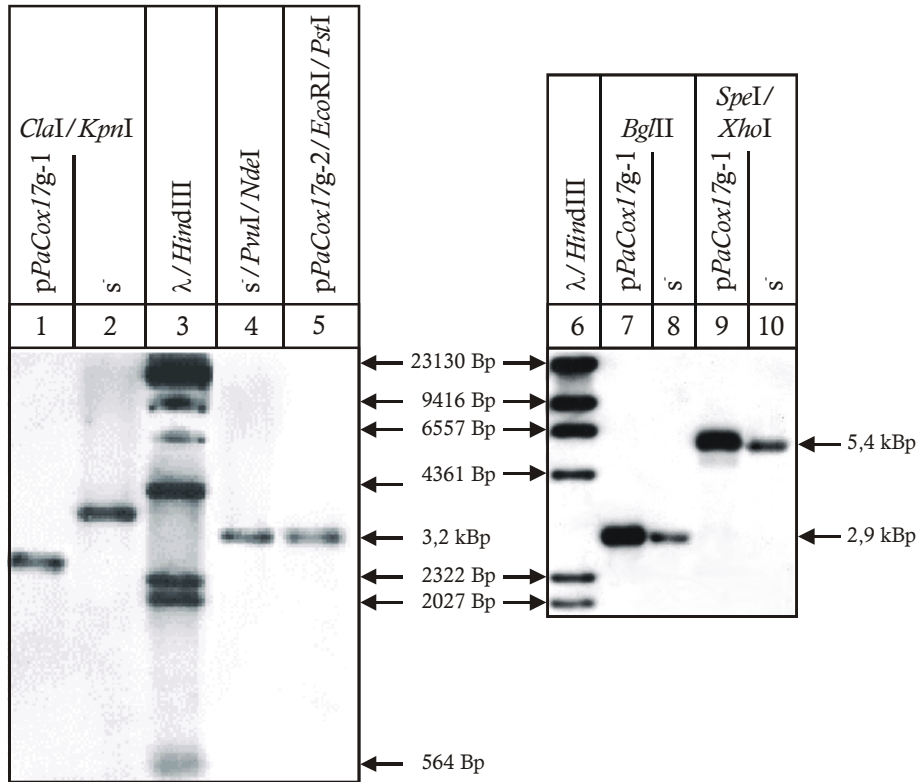 ClaI/KpnI
pPaCox17g-1
s-
λ/HindIII
s-/PvuI/NdeI
pPaCox17g-2/EcoRI/PstI
1 2 3 4 5
λ/HindIII
BglII
pPaCox17g-1
s-
SpeI/
XhoI
pPaCox17g-1
s-
6 7 8 9 10
23130 Bp
9416 Bp
6557 Bp
4361 Bp
3,2 kBp
2322 Bp
2027 Bp
564 Bp
5,4 kBp
2,9 kBp